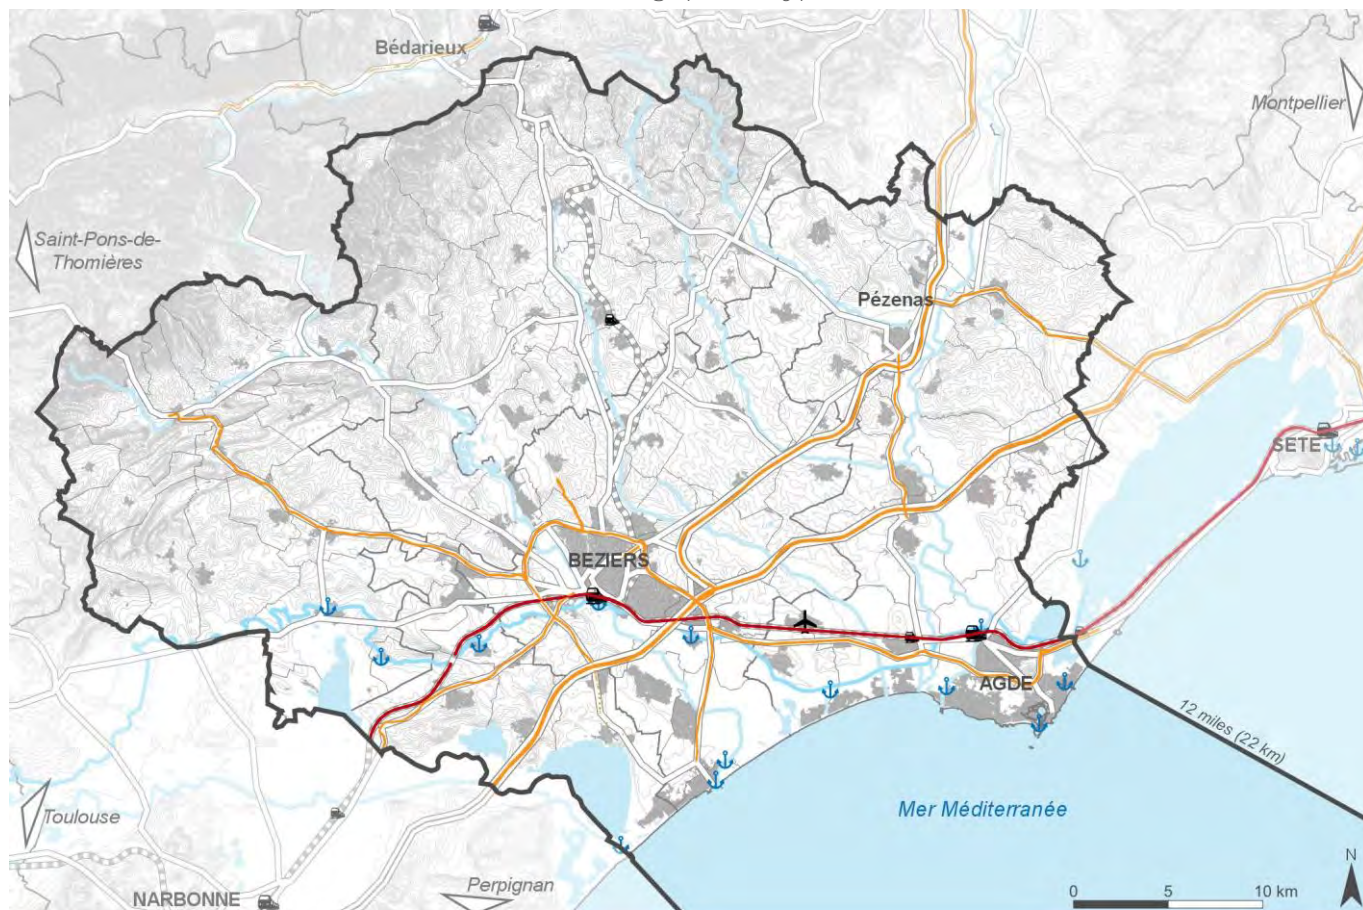 Bédarieux
Montpellier
Saint-Pons-de-
Thomières
Pézenas
SETE
BEZIERS
AGDE
12 miles (22 km)
Mer Méditerranée
Toulouse
Perpignan
NARBONNE
N
0 5 10 km